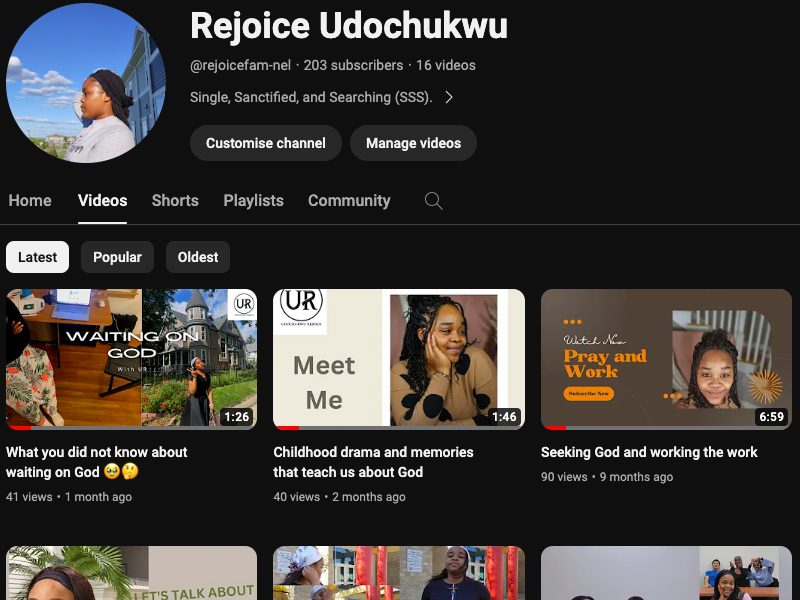 Rejoice Udochukwu
@rejoicefam-nel · 203 subscribers · 16 videos
Single, Sanctified, and Searching (SSS).
Customise channel
Manage videos
Home
Videos
Shorts
Playlists
Community
Latest
Popular
Oldest
UR
WAITING ON
GOD
With UR
1:26
UR
UDOCHUKWU REJOICE
Meet
Me
1:46
Watch Now
Pray and
Work
Subscribe Now
6:59
What you did not know about
waiting on God 🥹🤔
41 views • 1 month ago
Childhood drama and memories
that teach us about God
40 views • 2 months ago
Seeking God and working the work
90 views • 9 months ago
LET'S TALK ABOUT